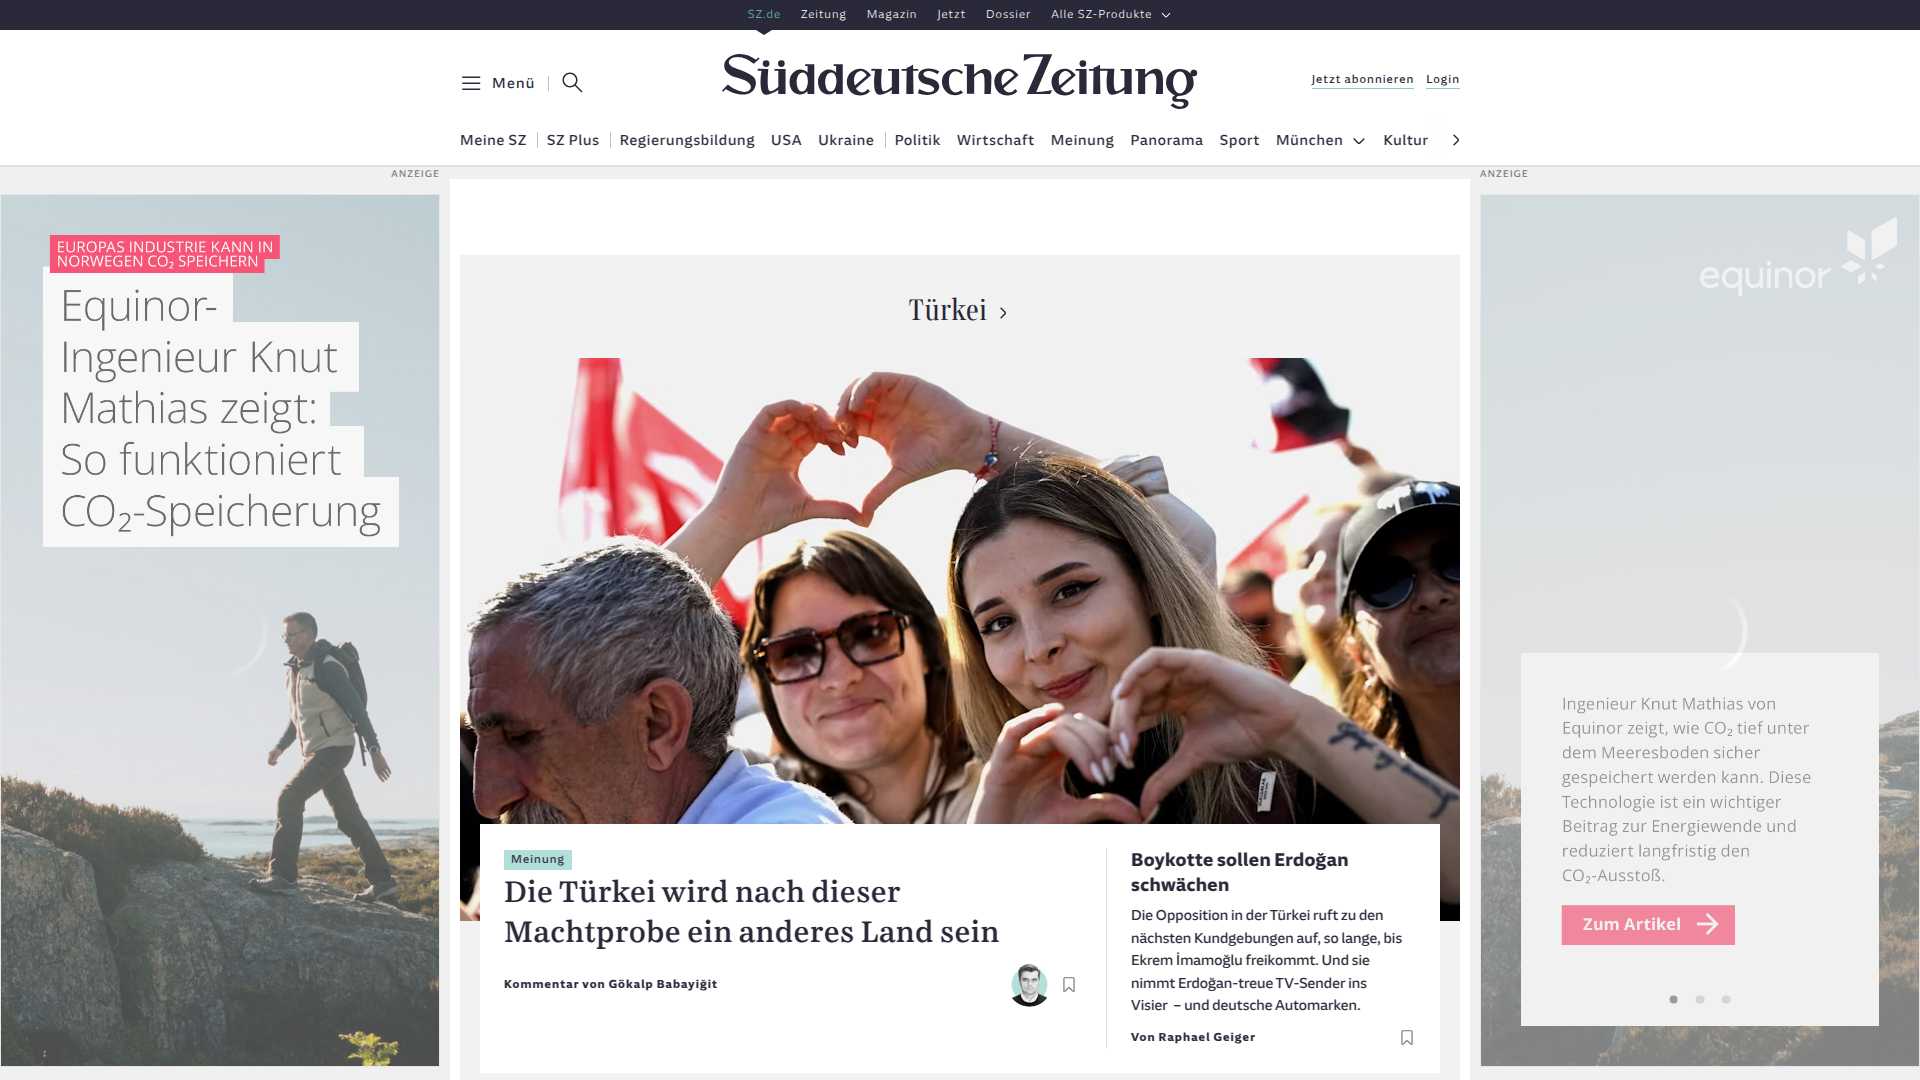 SZ.de Zeitung Magazin Jetzt Dossier Alle SZ-Produkte
Menü
Süddeutsche Zeitung
Jetzt abonnieren Login
Meine SZ SZ Plus Regierungsbildung USA Ukraine Politik Wirtschaft Meinung Panorama Sport München Kultur
ANZEIGE
EUROPAS INDUSTRIE KANN IN
NORWEGEN CO₂ SPEICHERN
Equinor-
Ingenieur Knut
Mathias zeigt:
So funktioniert
CO₂-Speicherung
Türkei
Meinung
Die Türkei wird nach dieser
Machtprobe ein anderes Land sein
Kommentar von Gökalp Babayiğit
Boykotte sollen Erdoğan
schwächen
Die Opposition in der Türkei ruft zu den
nächsten Kundgebungen auf, so lange, bis
Ekrem İmamoğlu freikommt. Und sie
nimmt Erdoğan-treue TV-Sender ins
Visier – und deutsche Automarken.
Von Raphael Geiger
ANZEIGE
equinor
Ingenieur Knut Mathias von
Equinor zeigt, wie CO₂ tief unter
dem Meeresboden sicher
gespeichert werden kann. Diese
Technologie ist ein wichtiger
Beitrag zur Energiewende und
reduziert langfristig den
CO₂-Ausstoß.
Zum Artikel